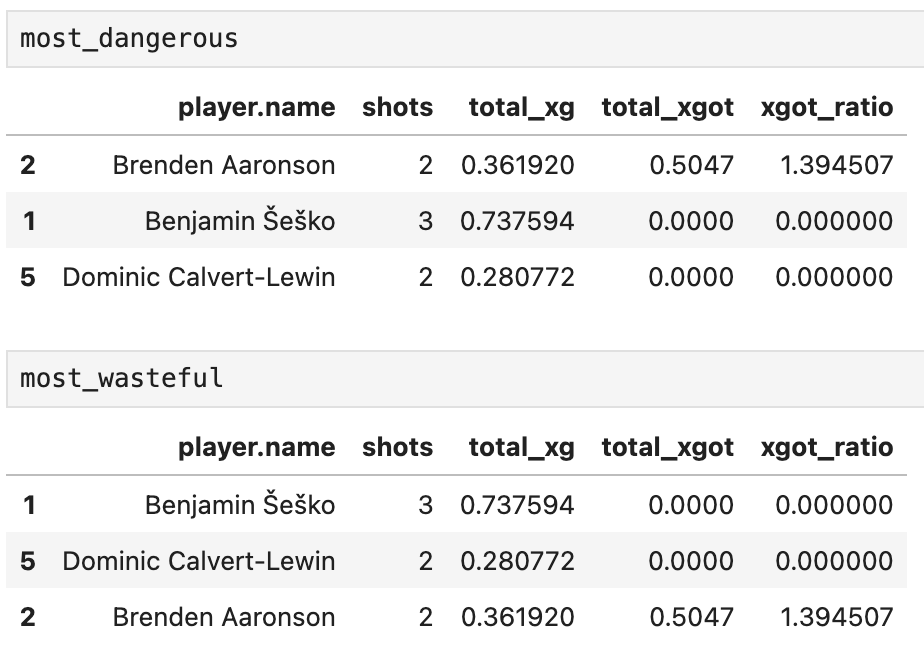 most_dangerous
player.name shots total_xg total_xgot xgot_ratio
2 Brenden Aaronson 2 0.361920 0.5047 1.394507
1 Benjamin Šeško 3 0.737594 0.0000 0.000000
5 Dominic Calvert-Lewin 2 0.280772 0.0000 0.000000
most_wasteful
player.name shots total_xg total_xgot xgot_ratio
1 Benjamin Šeško 3 0.737594 0.0000 0.000000
5 Dominic Calvert-Lewin 2 0.280772 0.0000 0.000000
2 Brenden Aaronson 2 0.361920 0.5047 1.394507